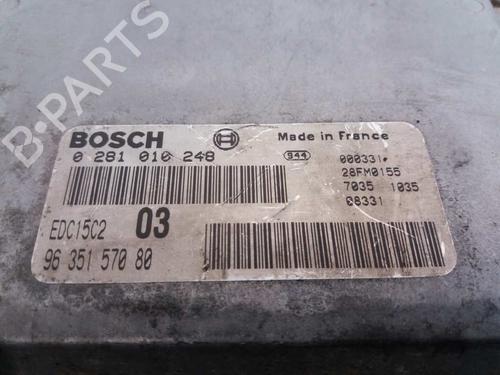 BOSCH
Made in France
0 281 010 248
944
000331
28FM0155
7035 1035
08331
EDC15C2
03
96 351 570 80
B-PARTS